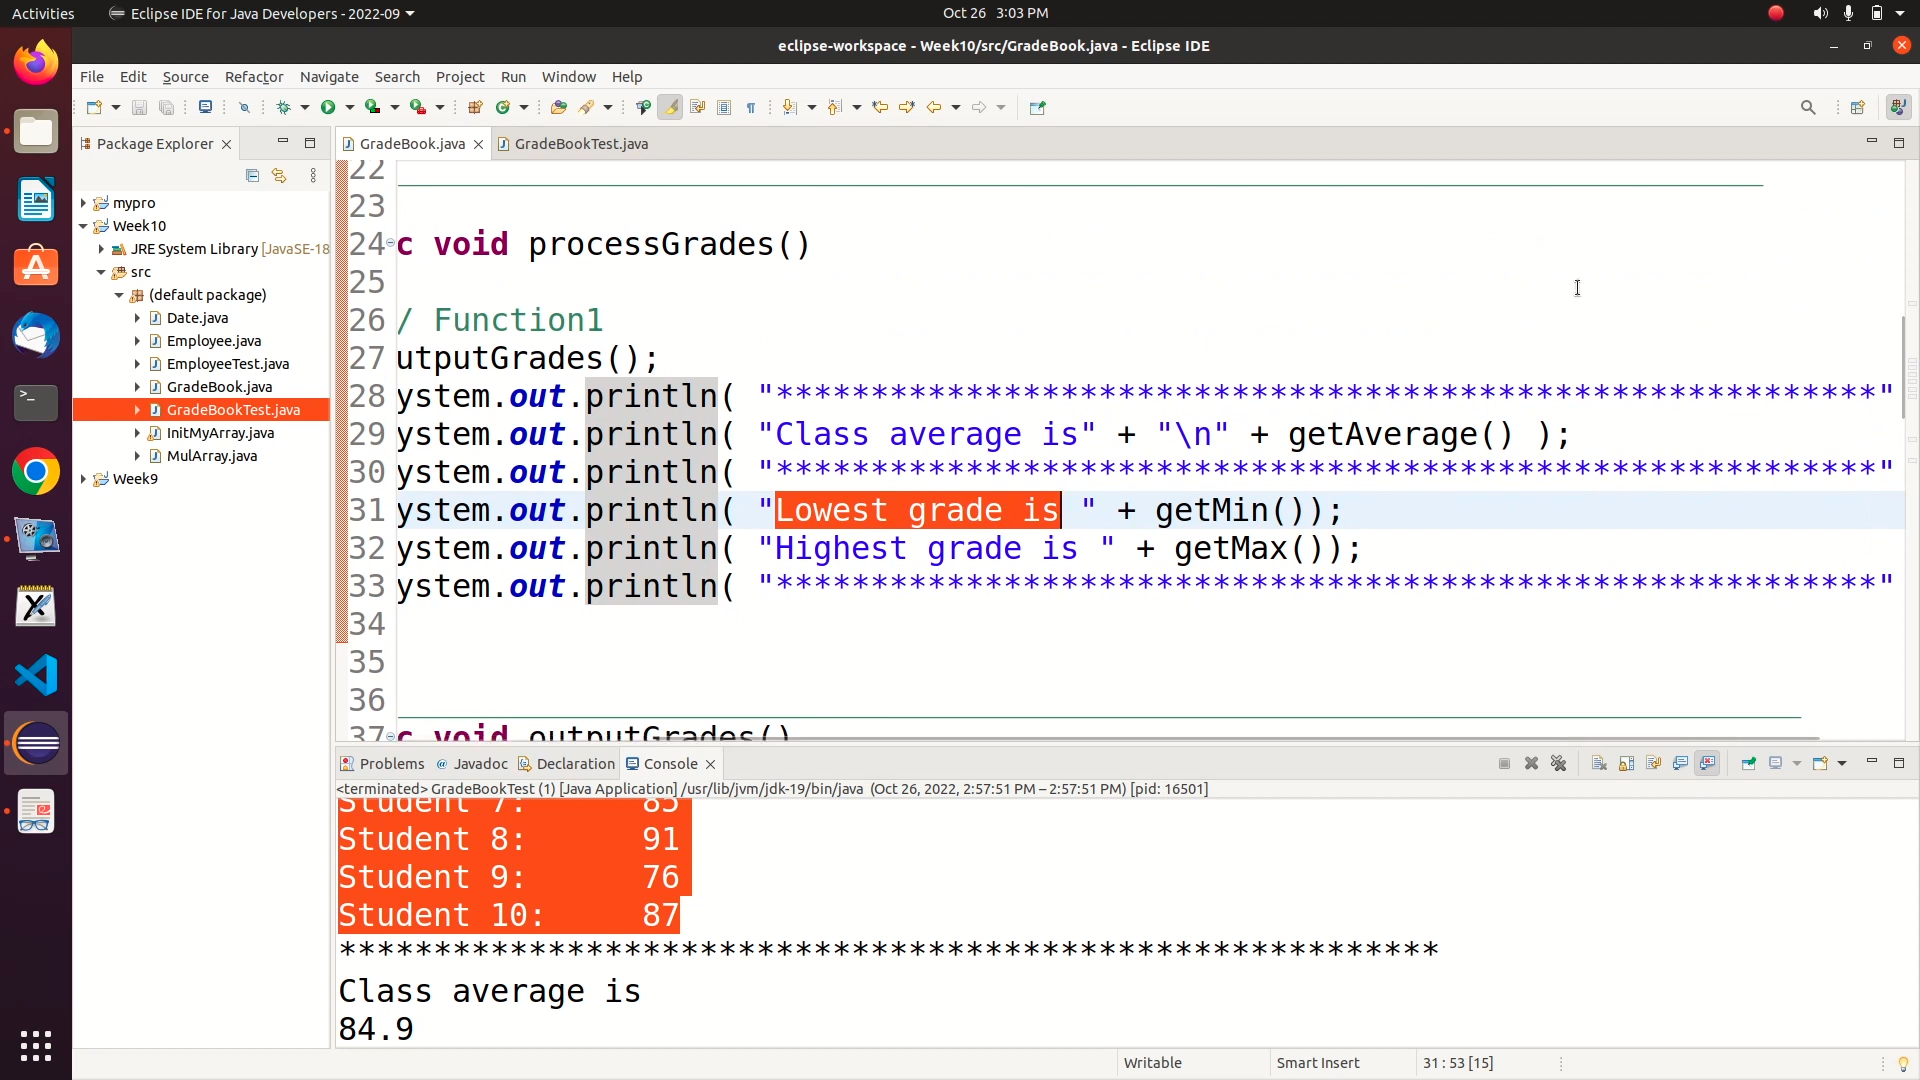 Activities
Eclipse IDE for Java Developers - 2022-09
Oct 26 3:03 PM
eclipse-workspace - Week10/src/GradeBook.java - Eclipse IDE
File Edit Source Refactor Navigate Search Project Run Window Help
Package Explorer
GradeBook.java
GradeBookTest.java
mypro
Week10
JRE System Library [JavaSE-18
src
(default package)
Date.java
Employee.java
EmployeeTest.java
GradeBook.java
GradeBookTest.java
InitMyArray.java
MulArray.java
Week9
22
23
24 c void processGrades()
25
26 / Function1
27 utputGrades();
28 ystem.out.println( "**********************************************************"
29 ystem.out.println( "Class average is" + "\n" + getAverage() );
30 ystem.out.println( "**********************************************************"
31 ystem.out.println( "Lowest grade is " + getMin());
32 ystem.out.println( "Highest grade is " + getMax());
33 ystem.out.println( "**********************************************************"
34
35
36
37 c void outputGrades()
Problems
Javadoc
Declaration
Console
<terminated> GradeBookTest (1) [Java Application] /usr/lib/jvm/jdk-19/bin/java (Oct 26, 2022, 2:57:51 PM – 2:57:51 PM) [pid: 16501]
Student 7: 85
Student 8: 91
Student 9: 76
Student 10: 87
**********************************************************
Class average is
84.9
Writable
Smart Insert
31 : 53 [15]